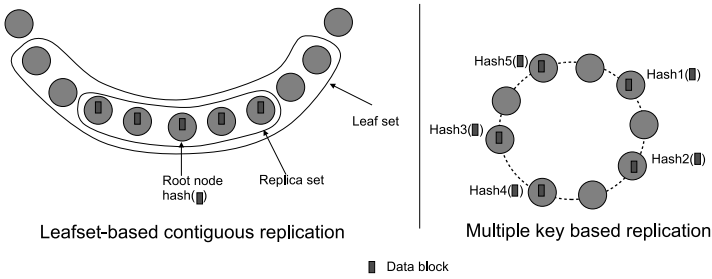 Leaf set
Root node
hash( )
Replica set
Leafset-based contiguous replication
Hash5( )
Hash1( )
Hash3( )
Hash2( )
Hash4( )
Multiple key based replication
Data block